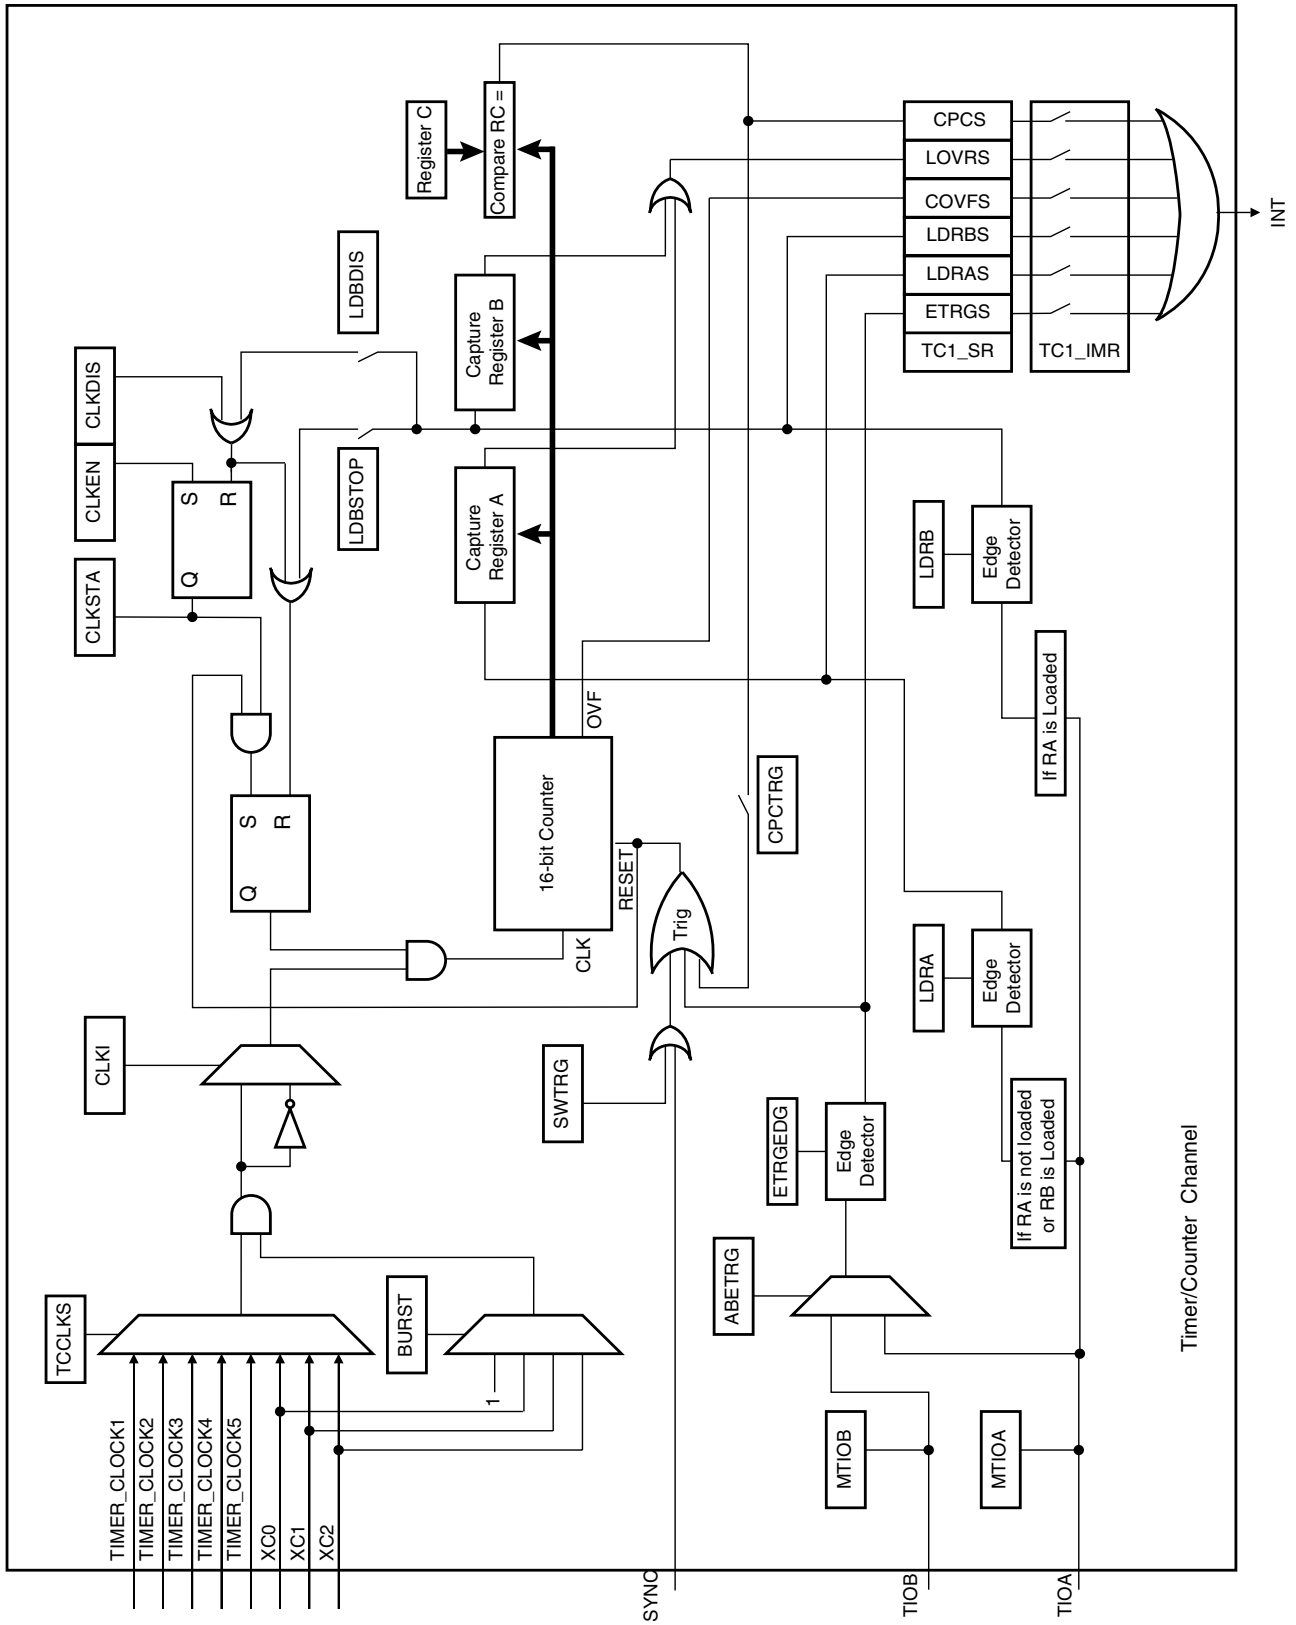 TCCLKS
TIMER_CLOCK1
TIMER_CLOCK2
TIMER_CLOCK3
TIMER_CLOCK4
TIMER_CLOCK5
XC0
XC1
XC2
BURST
1
CLKI
CLKSTA
CLKEN
CLKDIS
Q
S
R
Q
S
R
LDBSTOP
LDBDIS
Register C
Compare RC =
Capture
Register A
Capture
Register B
16-bit Counter
CLK
OVF
RESET
SWTRG
Trig
CPCTRG
SYNC
ABETRG
ETRGEDG
Edge
Detector
MTIOB
TIOB
MTIOA
TIOA
LDRA
Edge
Detector
If RA is not loaded
or RB is Loaded
LDRB
Edge
Detector
If RA is Loaded
CPCS
LOVRS
COVFS
LDRBS
LDRAS
ETRGS
TC1_SR
TC1_IMR
INT
Timer/Counter Channel